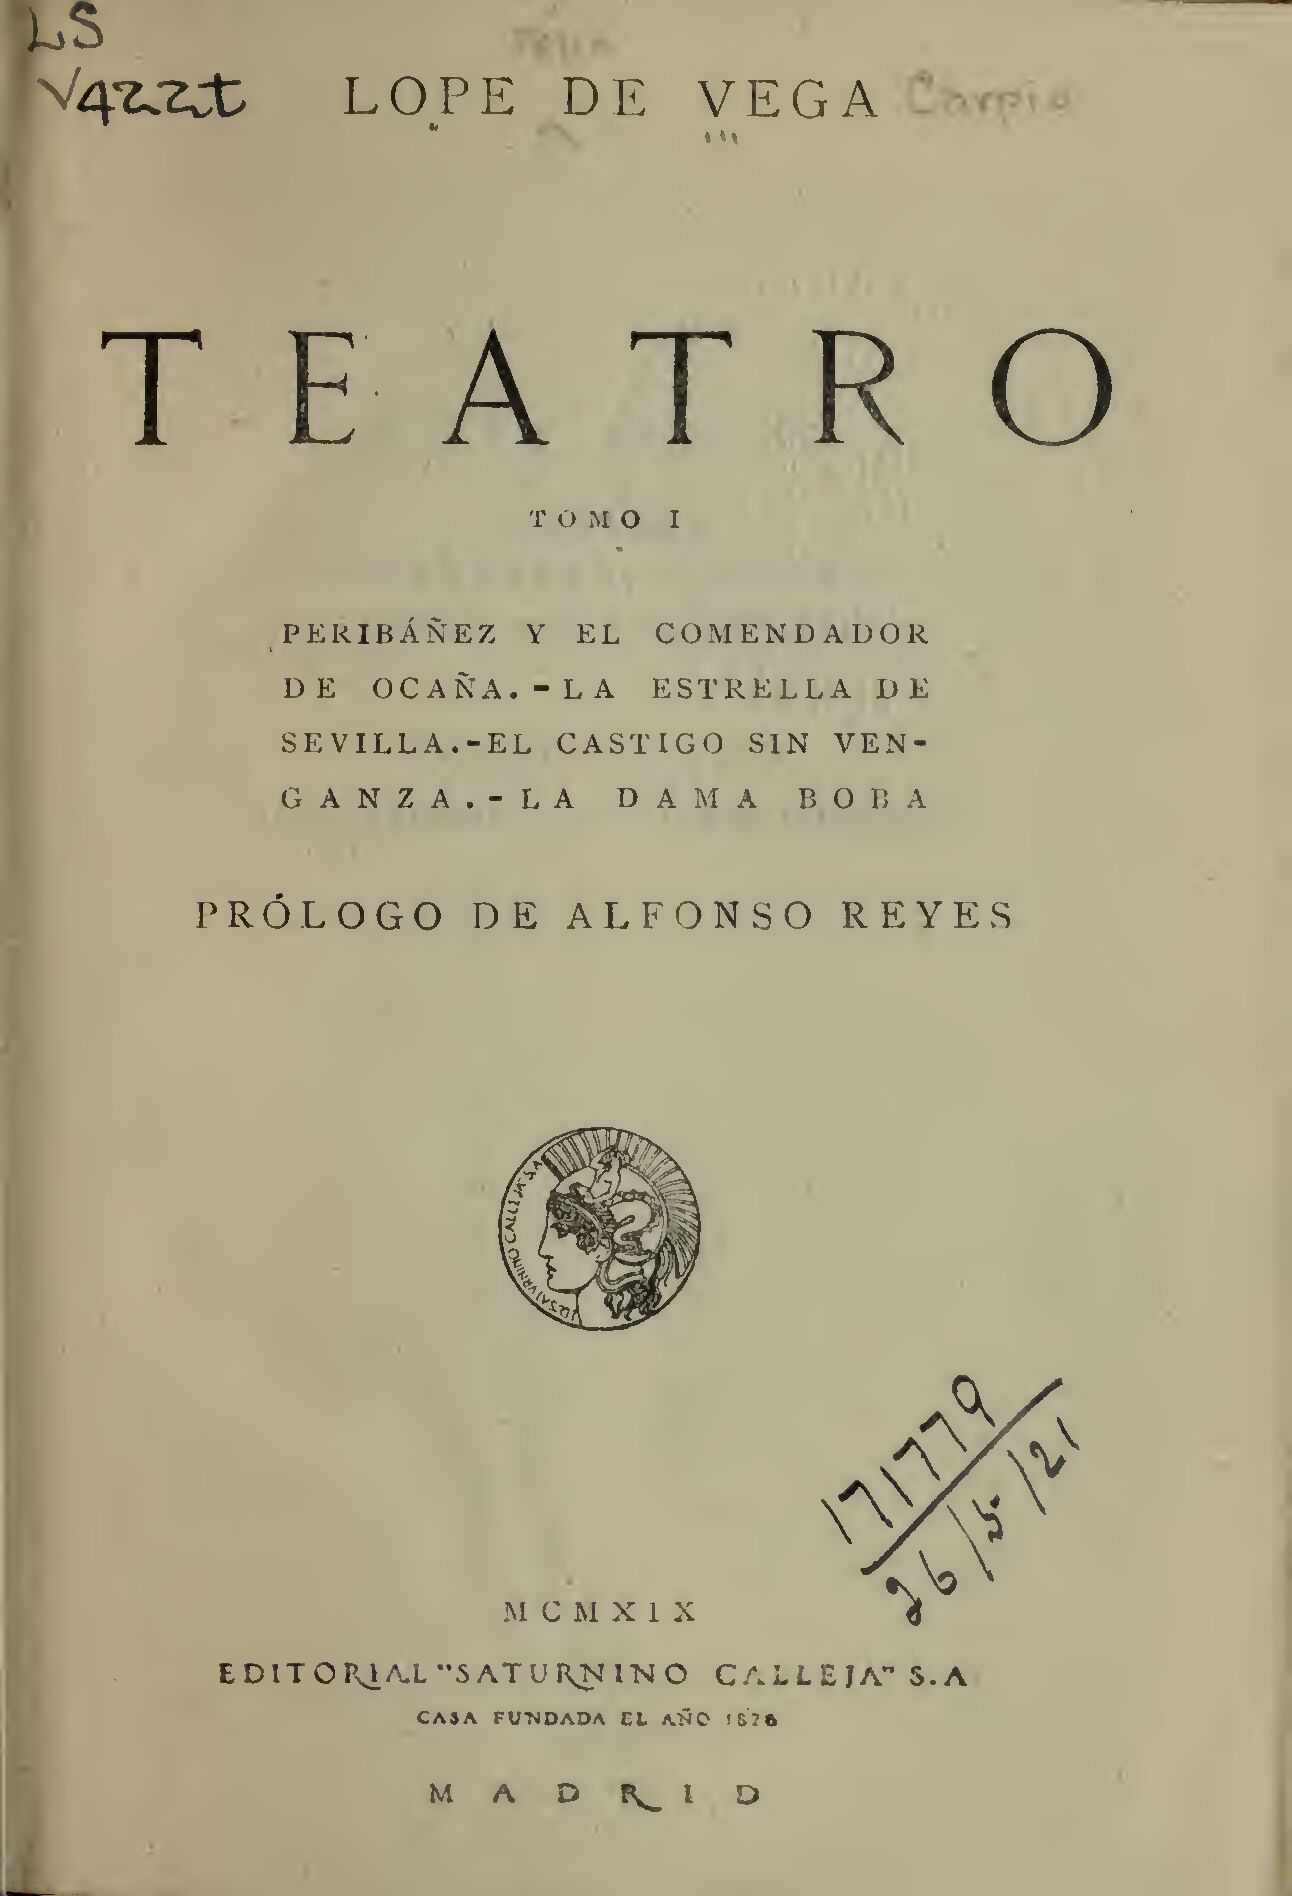 LS
V422t
LOPE DE VEGA Carpio
TEATRO
TOMO I
PERIBÁÑEZ Y EL COMENDADOR
DE OCAÑA.-LA ESTRELLA DE
SEVILLA.-EL CASTIGO SIN VEN-
GANZA.-LA DAMA BOBA
PRÓLOGO DE ALFONSO REYES
SATVRNINO CALLEJA S.A
171779
26/5/21
MCMXIX
EDITORIAL "SATURNINO CALLEJA" S.A
CASA FUNDADA EL AÑO 1876
MADRID